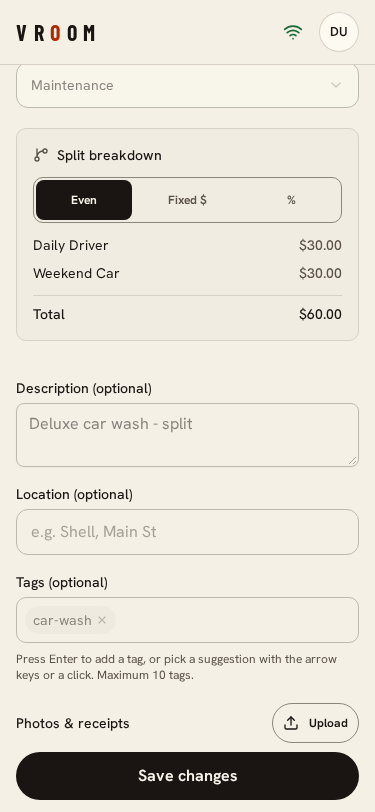 VROOM
DU
Maintenance
Split breakdown
Even
Fixed $
%
Daily Driver
$30.00
Weekend Car
$30.00
Total
$60.00
Description (optional)
Deluxe car wash - split
Location (optional)
e.g. Shell, Main St
Tags (optional)
car-wash ×
Press Enter to add a tag, or pick a suggestion with the arrow
keys or a click. Maximum 10 tags.
Photos & receipts
Upload
Save changes